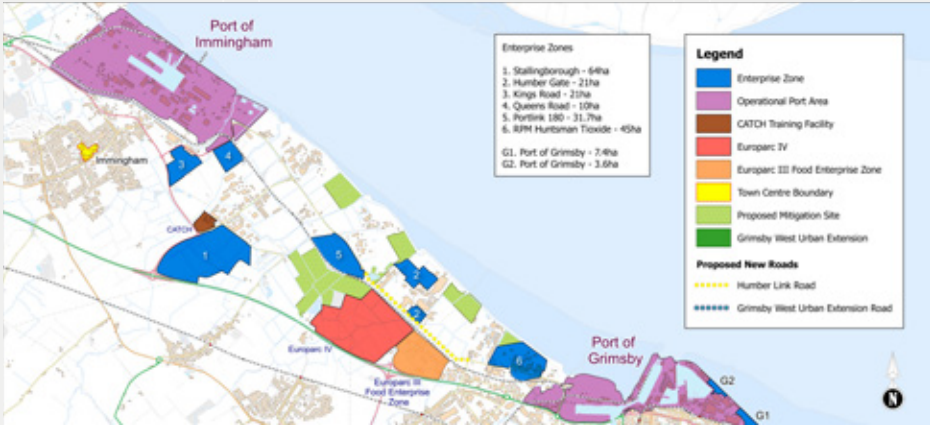 Port of
Immingham
Immingham
3
4
CATCH
1
5
2
2
6
Europarc IV
Europarc III
Food Enterprise
Zone
Port of
Grimsby
G2
G1
Enterprise Zones
1. Stallingborough - 64ha
2. Humber Gate - 21ha
3. Kings Road - 21ha
4. Queens Road - 10ha
5. Portlink 180 - 31.7ha
6. RPM Huntsman Tioxide - 45ha
G1. Port of Grimsby - 7.4ha
G2. Port of Grimsby - 3.6ha
Legend
Enterprise Zone
Operational Port Area
CATCH Training Facility
Europarc IV
Europarc III Food Enterprise Zone
Town Centre Boundary
Proposed Mitigation Site
Grimsby West Urban Extension
Proposed New Roads
Humber Link Road
Grimsby West Urban Extension Road
N